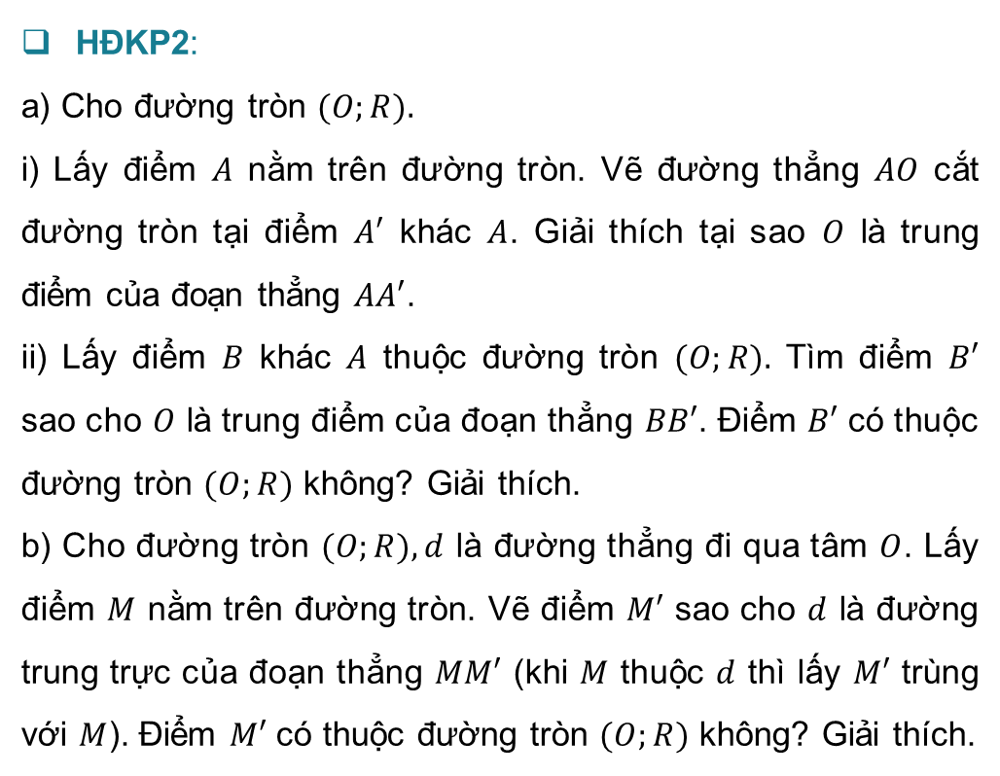 ❑ HĐKP2:
a) Cho đường tròn (O; R).
i) Lấy điểm A nằm trên đường tròn. Vẽ đường thẳng AO cắt
đường tròn tại điểm A′ khác A. Giải thích tại sao O là trung
điểm của đoạn thẳng AA′.
ii) Lấy điểm B khác A thuộc đường tròn (O; R). Tìm điểm B′
sao cho O là trung điểm của đoạn thẳng BB′. Điểm B′ có thuộc
đường tròn (O; R) không? Giải thích.
b) Cho đường tròn (O; R), d là đường thẳng đi qua tâm O. Lấy
điểm M nằm trên đường tròn. Vẽ điểm M′ sao cho d là đường
trung trực của đoạn thẳng MM′ (khi M thuộc d thì lấy M′ trùng
với M). Điểm M′ có thuộc đường tròn (O; R) không? Giải thích.